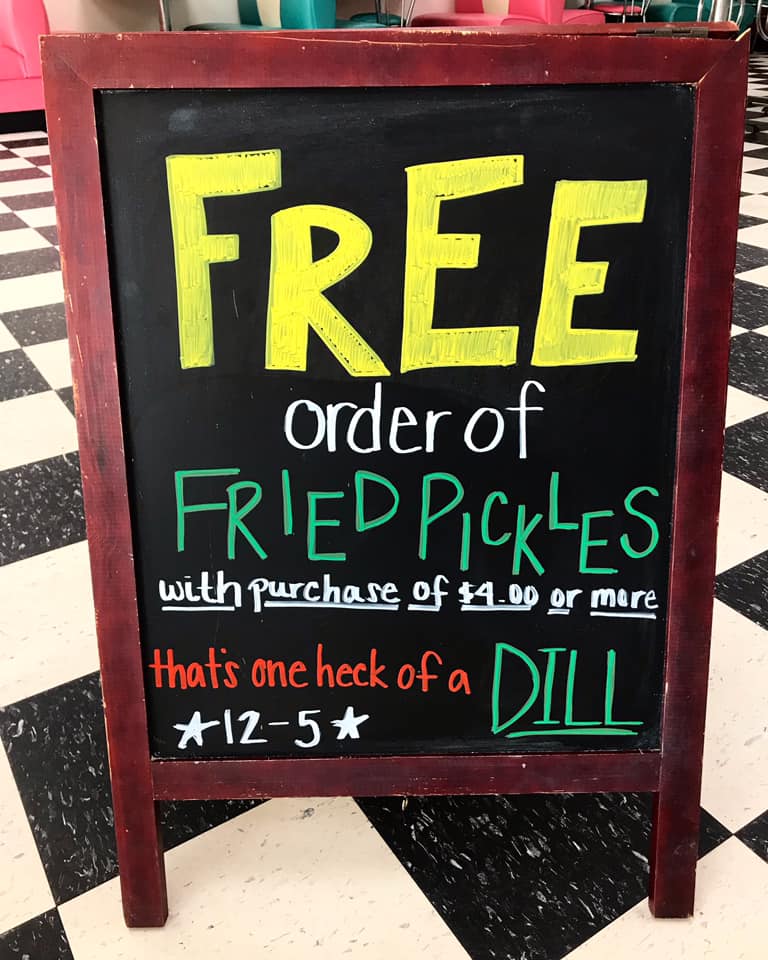 FREE
order of
FRIED PICKLES
with purchase of $4.00 or more
that's one heck of a DILL
★12-5★